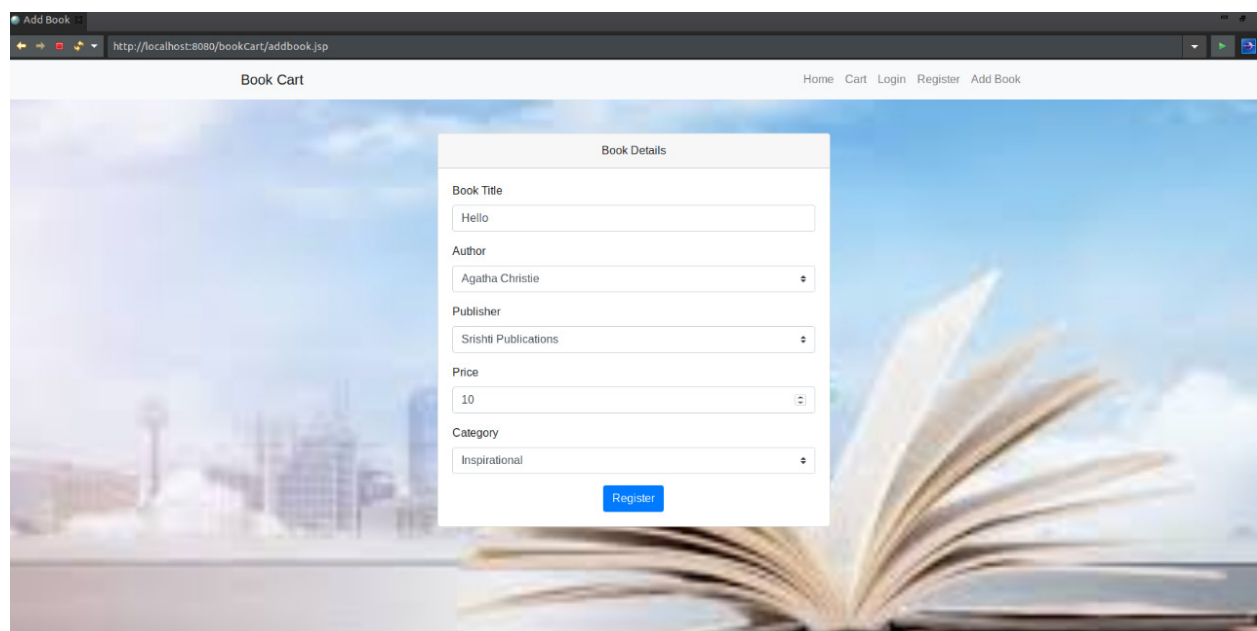 Add Book
http://localhost:8080/bookCart/addbook.jsp
Book Cart
Home Cart Login Register Add Book
Book Details
Book Title
Hello
Author
Agatha Christie
Publisher
Srishti Publications
Price
10
Category
Inspirational
Register